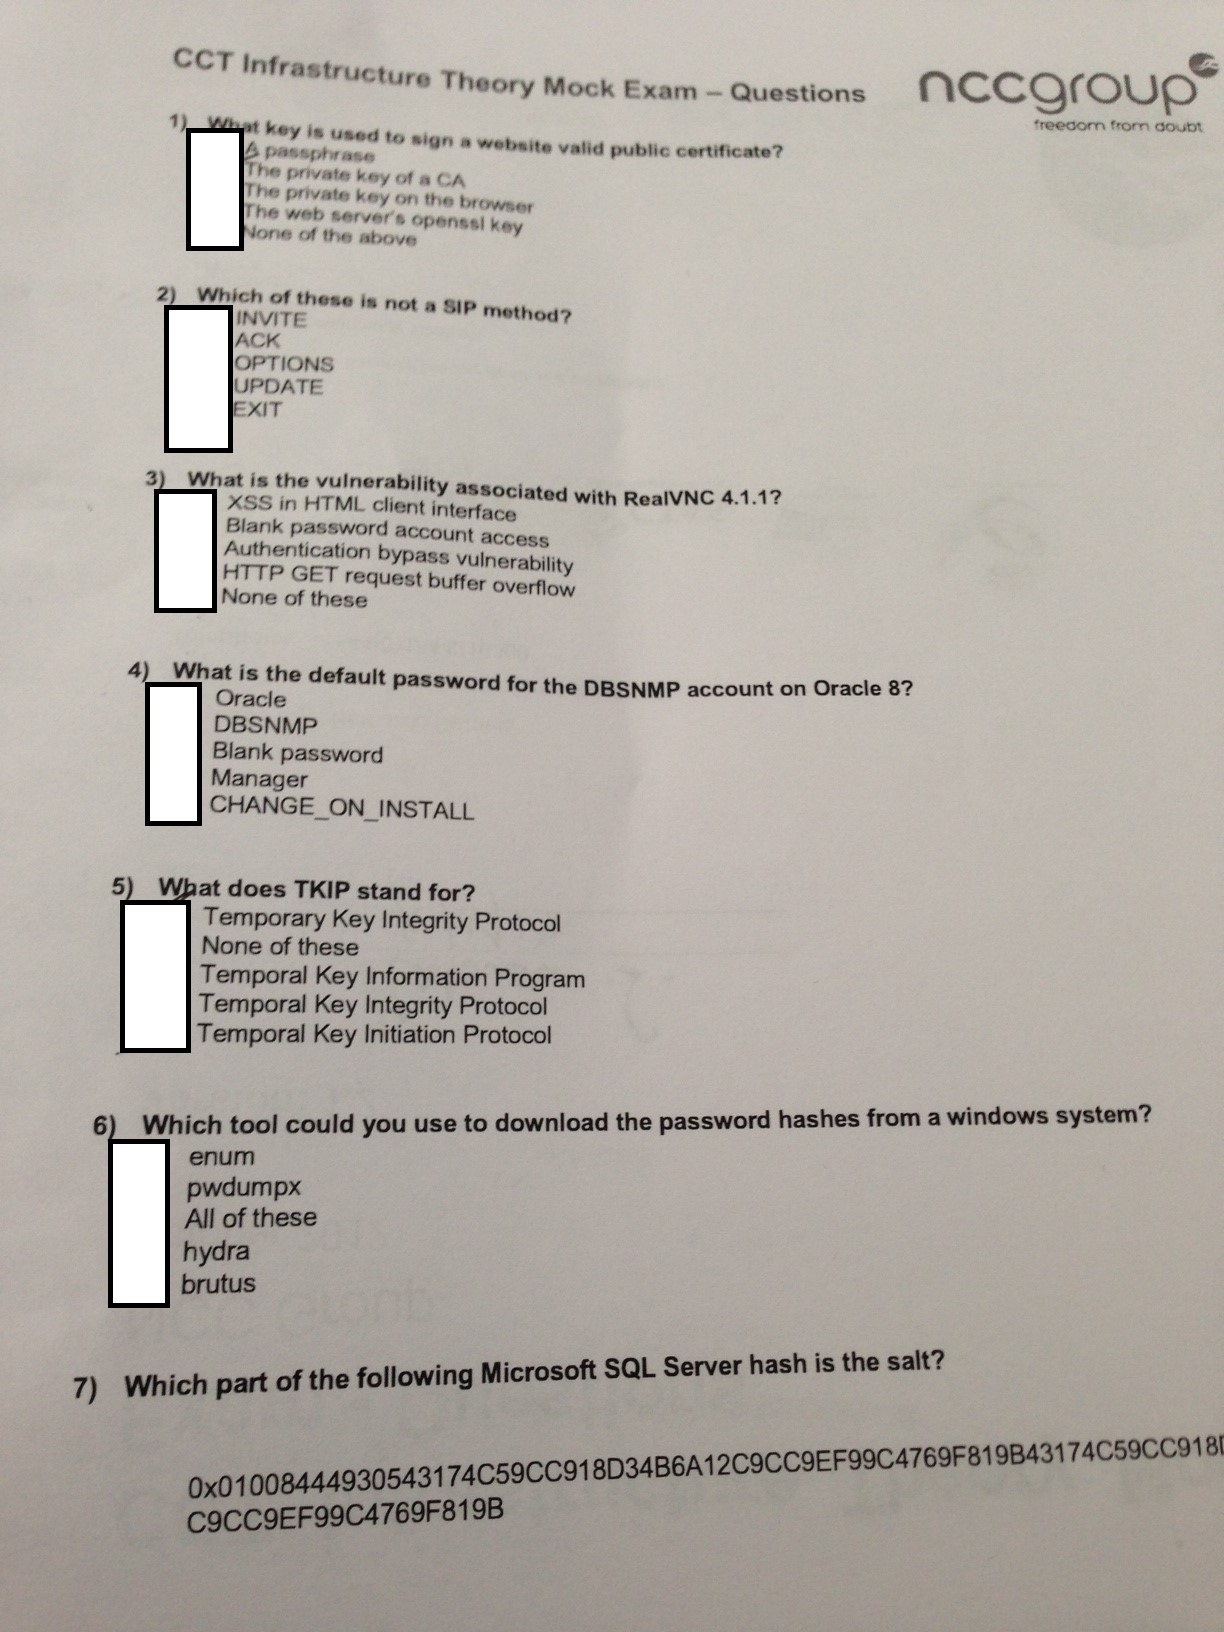 CCT Infrastructure Theory Mock Exam – Questions
nccgroup
freedom from doubt
1) What key is used to sign a website valid public certificate?
A passphrase
The private key of a CA
The private key on the browser
The web server's openssl key
None of the above
2) Which of these is not a SIP method?
INVITE
ACK
OPTIONS
UPDATE
EXIT
3) What is the vulnerability associated with RealVNC 4.1.1?
XSS in HTML client interface
Blank password account access
Authentication bypass vulnerability
HTTP GET request buffer overflow
None of these
4) What is the default password for the DBSNMP account on Oracle 8?
Oracle
DBSNMP
Blank password
Manager
CHANGE_ON_INSTALL
5) What does TKIP stand for?
Temporary Key Integrity Protocol
None of these
Temporal Key Information Program
Temporal Key Integrity Protocol
Temporal Key Initiation Protocol
6) Which tool could you use to download the password hashes from a windows system?
enum
pwdumpx
All of these
hydra
brutus
7) Which part of the following Microsoft SQL Server hash is the salt?
0x01008444930543174C59CC918D34B6A12C9CC9EF99C4769F819B43174C59CC918D
C9CC9EF99C4769F819B